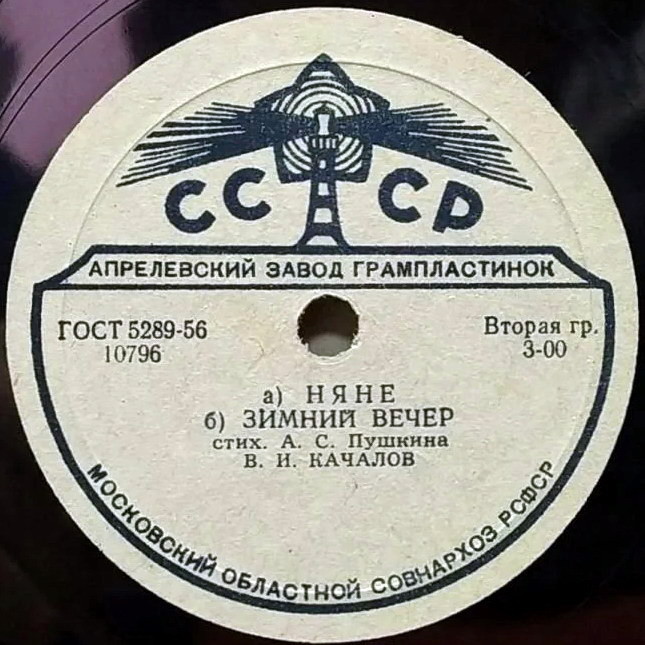 СССР
АПРЕЛЕВСКИЙ ЗАВОД ГРАМПЛАСТИНОК
ГОСТ 5289-56
10796
Вторая гр.
3-00
а) НЯНЕ
б) ЗИМНИЙ ВЕЧЕР
стих. А. С. Пушкина
В. И. КАЧАЛОВ
МОСКОВСКИЙ ОБЛАСТНОЙ СОВНАРХОЗ РСФСР